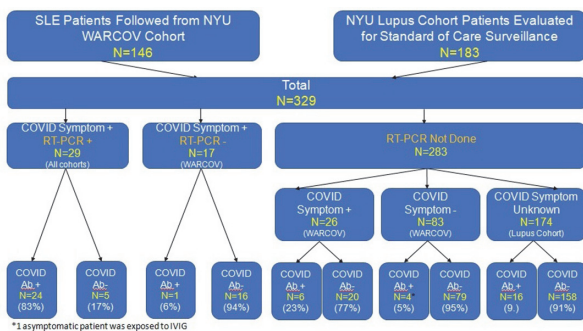 SLE Patients Followed from NYU
WARCOV Cohort
N=146
NYU Lupus Cohort Patients Evaluated
for Standard of Care Surveillance
N=183
Total
N=329
COVID Symptom +
RT-PCR +
N=29
(All cohorts)
COVID Symptom +
RT-PCR -
N=17
(WARCOV)
RT-PCR Not Done
N=283
COVID
Symptom +
N=26
(WARCOV)
COVID
Symptom -
N=83
(WARCOV)
COVID Symptom
Unknown
N=174
(Lupus Cohort)
COVID
Ab +
N=24
(83%)
COVID
Ab-
N=5
(17%)
COVID
Ab +
N=1
(6%)
COVID
Ab-
N=16
(94%)
COVID
Ab +
N=6
(23%)
COVID
Ab-
N=20
(77%)
COVID
Ab +
N=4*
(5%)
COVID
Ab-
N=79
(95%)
COVID
Ab +
N=16
(9.)
COVID
Ab-
N=158
(91%)
*1 asymptomatic patient was exposed to IVIG